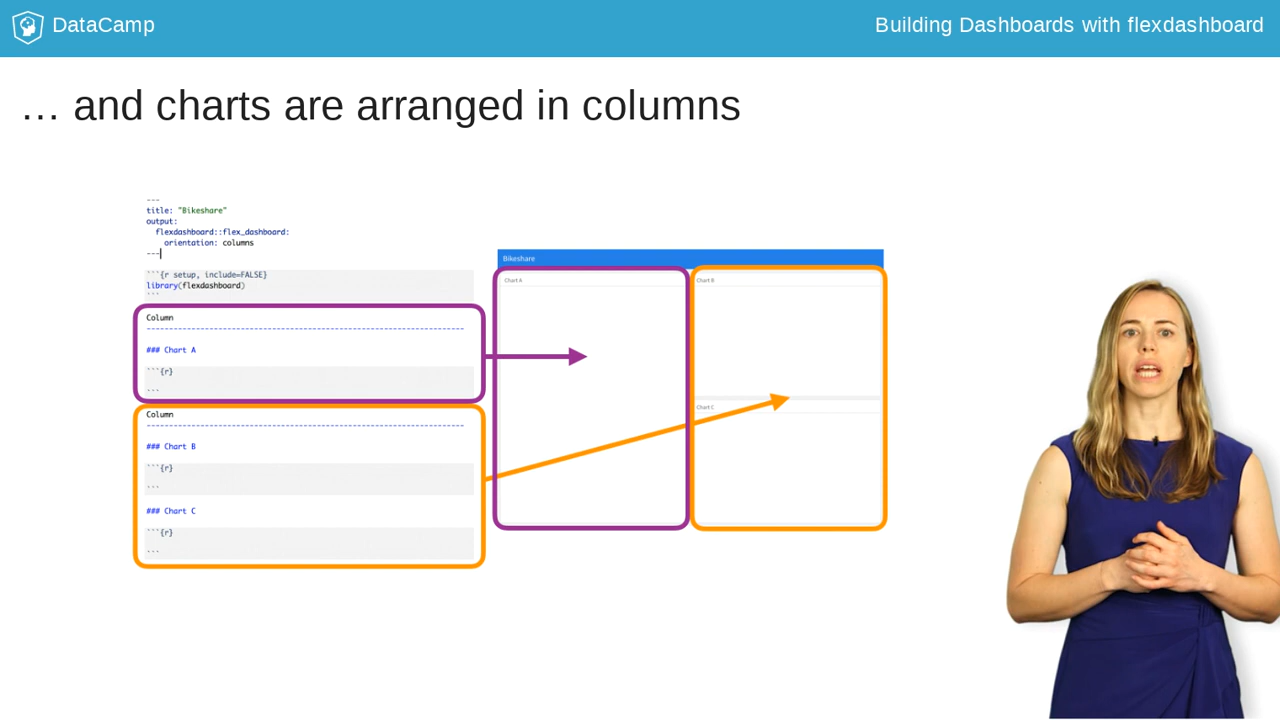 DataCamp
Building Dashboards with flexdashboard
… and charts are arranged in columns
---
title: "Bikeshare"
output:
  flexdashboard::flex_dashboard:
    orientation: columns
---
```{r setup, include=FALSE}
library(flexdashboard)
```
Column
-----------------------------------------------------------------------
### Chart A
```{r}
```
Column
-----------------------------------------------------------------------
### Chart B
```{r}
```
### Chart C
```{r}
```
Bikeshare
Chart A
Chart B
Chart C